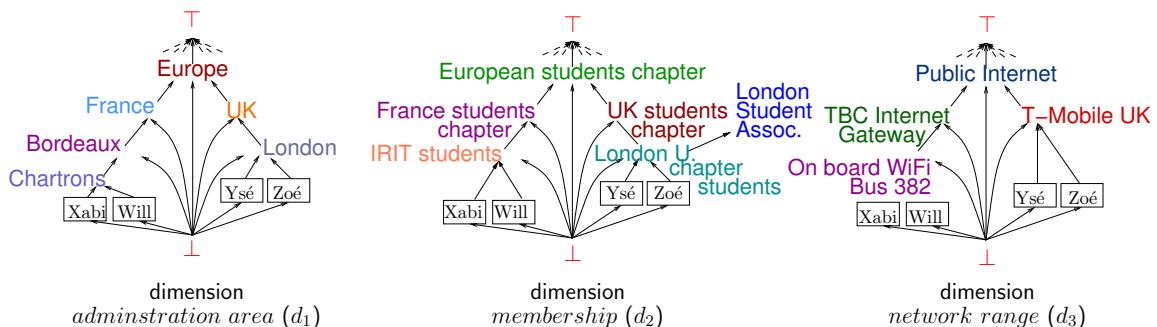 ⊤
Europe
France
UK
Bordeaux
London
Chartrons
Xabi
Will
Ysé
Zoé
⊥
dimension
adminstration area (d1)
⊤
European students chapter
France students
chapter
UK students
chapter
London
Student
Assoc.
IRIT students
London U.
chapter
students
Xabi
Will
Ysé
Zoé
⊥
dimension
membership (d2)
⊤
Public Internet
TBC Internet
Gateway
T-Mobile UK
On board WiFi
Bus 382
Xabi
Will
Ysé
Zoé
⊥
dimension
network range (d3)